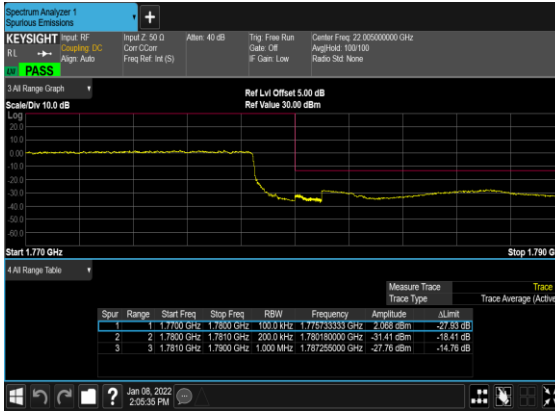 Spectrum Analyzer 1
Spurious Emissions
KEYSIGHT Input: RF Input Z: 50 Ω Atten: 40 dB Trig: Free Run Center Freq: 22.005000000 GHz
RL Coupling: DC Corr CCorr Gate: Off Avg|Hold: 100/100
Align: Auto Freq Ref: Int (S) IF Gain: Low Radio Std: None
PASS
3 All Range Graph
Ref Lvl Offset 5.00 dB
Scale/Div 10.0 dB Ref Value 30.00 dBm
Log
20.0
10.0
0.00
-10.0
-20.0
-30.0
-40.0
-50.0
-60.0
Start 1.770 GHz Stop 1.790 G
4 All Range Table
Measure Trace Trace
Trace Type Trace Average (Active
Spur Range Start Freq Stop Freq RBW Frequency Amplitude ΔLimit
1 1 1.7700 GHz 1.7800 GHz 100.0 kHz 1.775733333 GHz 2.068 dBm -27.93 dB
2 2 1.7800 GHz 1.7810 GHz 200.0 kHz 1.780180000 GHz -31.41 dBm -18.41 dB
3 3 1.7810 GHz 1.7900 GHz 1.000 MHz 1.787255000 GHz -27.76 dBm -14.76 dB
? Jan 08, 2022
2:05:35 PM